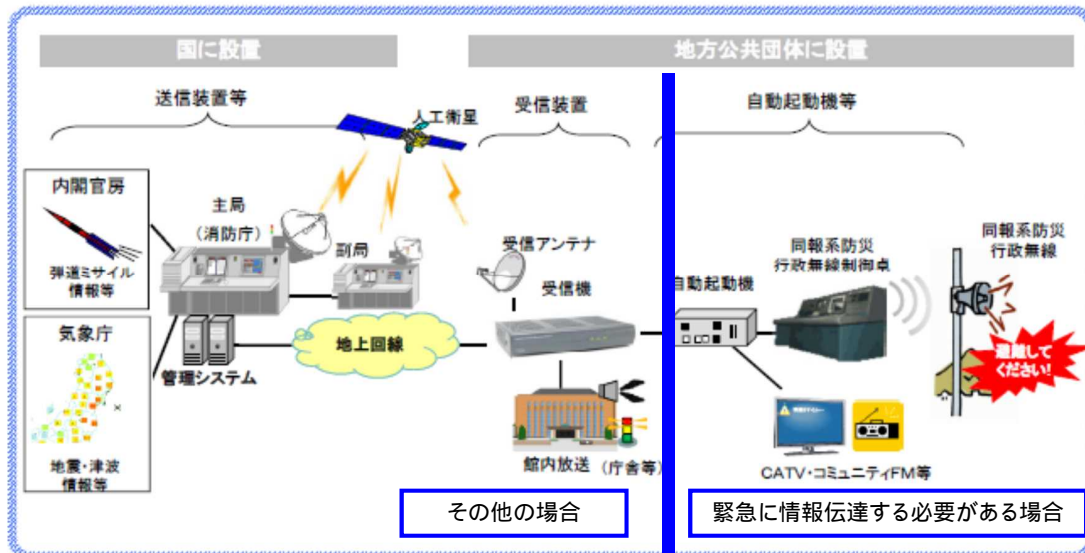 国に設置
地方公共団体に設置
送信装置等
人工衛星
受信装置
自動起動機等
内閣官房
弾道ミサイル
情報等
主局
(消防庁)
副局
受信アンテナ
受信機
同報系防災
行政無線制御卓
同報系防災
行政無線
自動起動機
避難して
ください!
気象庁
地震・津波
情報等
管理システム
地上回線
館内放送 (庁舎等)
CATV・コミュニティFM等
その他の場合
緊急に情報伝達する必要がある場合